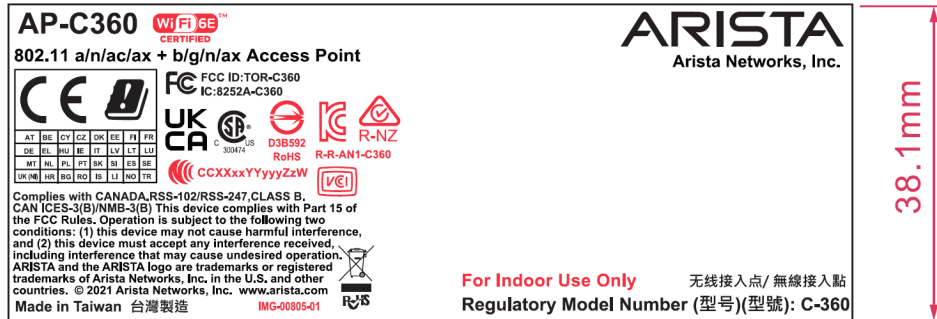 AP-C360 Wi Fi 6E™
CERTIFIED
802.11 a/n/ac/ax + b/g/n/ax Access Point
ARISTA
Arista Networks, Inc.
CE
FC FCC ID:TOR-C360
IC:8252A-C360
UK
CA
SA®
C US
300474
D3B592
RoHS
R-R-AN1-C360
R-NZ
AT BE CY CZ DK EE FI FR
DE EL HU IE IT LV LT LU
MT NL PL PT SK SI ES SE
UK (NI) HR BG RO IS LI NO TR
CCXXxxYYyyyZzW
VCI
Complies with CANADA,RSS-102/RSS-247,CLASS B,
CAN ICES-3(B)/NMB-3(B) This device complies with Part 15 of
the FCC Rules. Operation is subject to the following two
conditions: (1) this device may not cause harmful interference,
and (2) this device must accept any interference received,
including interference that may cause undesired operation.
ARISTA and the ARISTA logo are trademarks or registered
trademarks of Arista Networks, Inc. in the U.S. and other
countries. © 2021 Arista Networks, Inc. www.arista.com
Made in Taiwan 台灣製造
IMG-00805-01
RoHS
For Indoor Use Only
无线接入点/ 無線接入點
Regulatory Model Number (型号)(型號): C-360
38.1mm